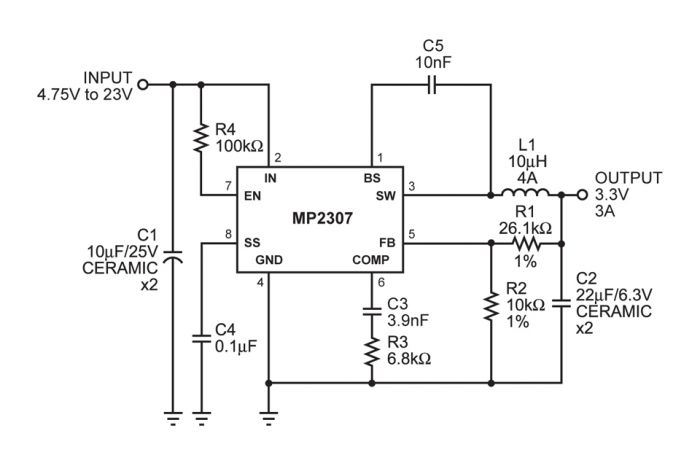 C5
10nF
INPUT
4.75V to 23V
R4
100kΩ
2
1
IN
BS
L1
10µH
4A
OUTPUT
3.3V
3A
7
EN
SW
3
MP2307
R1
26.1kΩ
1%
8
SS
FB
5
GND
COMP
4
6
C1
10µF/25V
CERAMIC
x2
C3
3.9nF
R2
10kΩ
1%
C2
22µF/6.3V
CERAMIC
x2
C4
0.1µF
R3
6.8kΩ